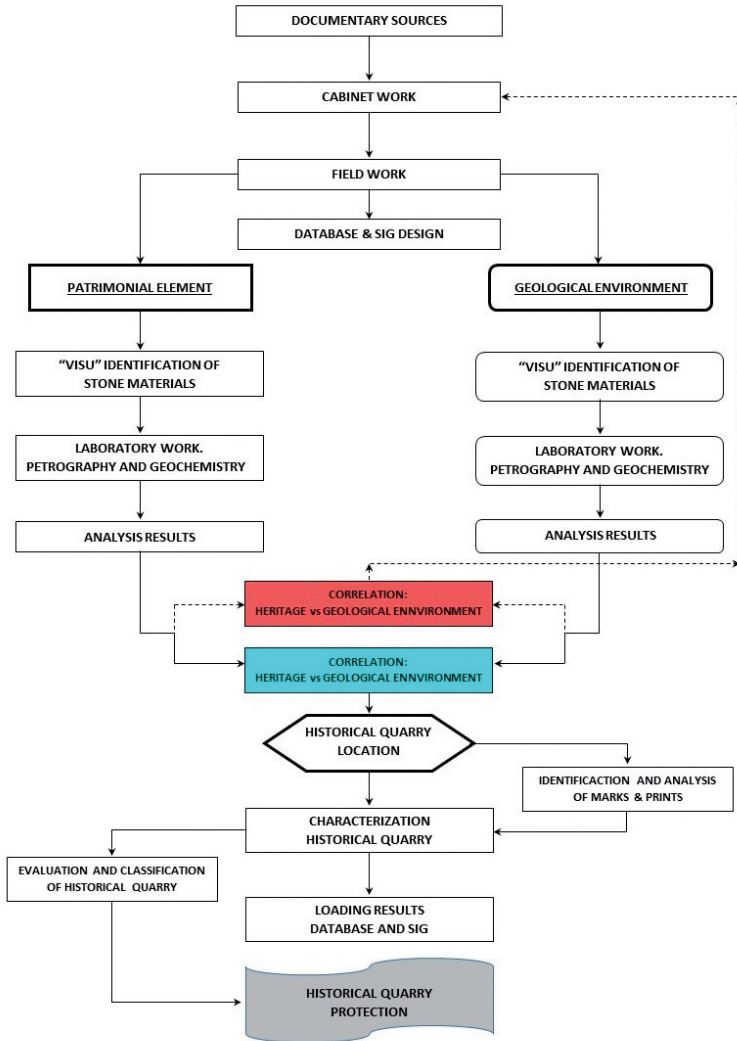 DOCUMENTARY SOURCES
CABINET WORK
FIELD WORK
DATABASE & SIG DESIGN
PATRIMONIAL ELEMENT
GEOLOGICAL ENVIRONMENT
“VISU” IDENTIFICATION OF
STONE MATERIALS
“VISU” IDENTIFICATION OF
STONE MATERIALS
LABORATORY WORK.
PETROGRAPHY AND GEOCHEMISTRY
LABORATORY WORK.
PETROGRAPHY AND GEOCHEMISTRY
ANALYSIS RESULTS
ANALYSIS RESULTS
CORRELATION:
HERITAGE vs GEOLOGICAL ENNVIRONMENT
CORRELATION:
HERITAGE vs GEOLOGICAL ENNVIRONMENT
HISTORICAL QUARRY
LOCATION
IDENTIFICACTION AND ANALYSIS
OF MARKS & PRINTS
CHARACTERIZATION
HISTORICAL QUARRY
EVALUATION AND CLASSIFICATION
OF HISTORICAL QUARRY
LOADING RESULTS
DATABASE AND SIG
HISTORICAL QUARRY
PROTECTION